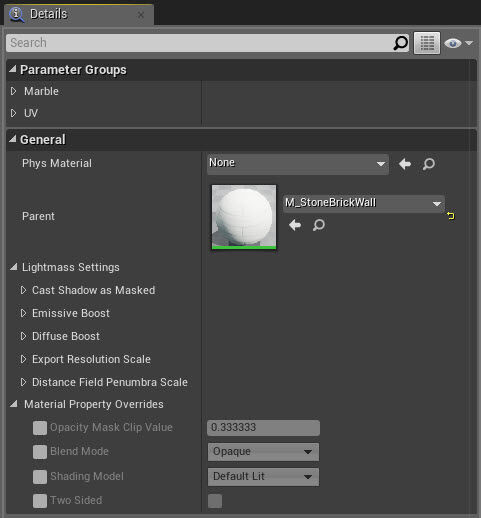 Details
Search
Parameter Groups
Marble
UV
General
Phys Material
None
Parent
M_StoneBrickWall
Lightmass Settings
Cast Shadow as Masked
Emissive Boost
Diffuse Boost
Export Resolution Scale
Distance Field Penumbra Scale
Material Property Overrides
Opacity Mask Clip Value
0.333333
Blend Mode
Opaque
Shading Model
Default Lit
Two Sided